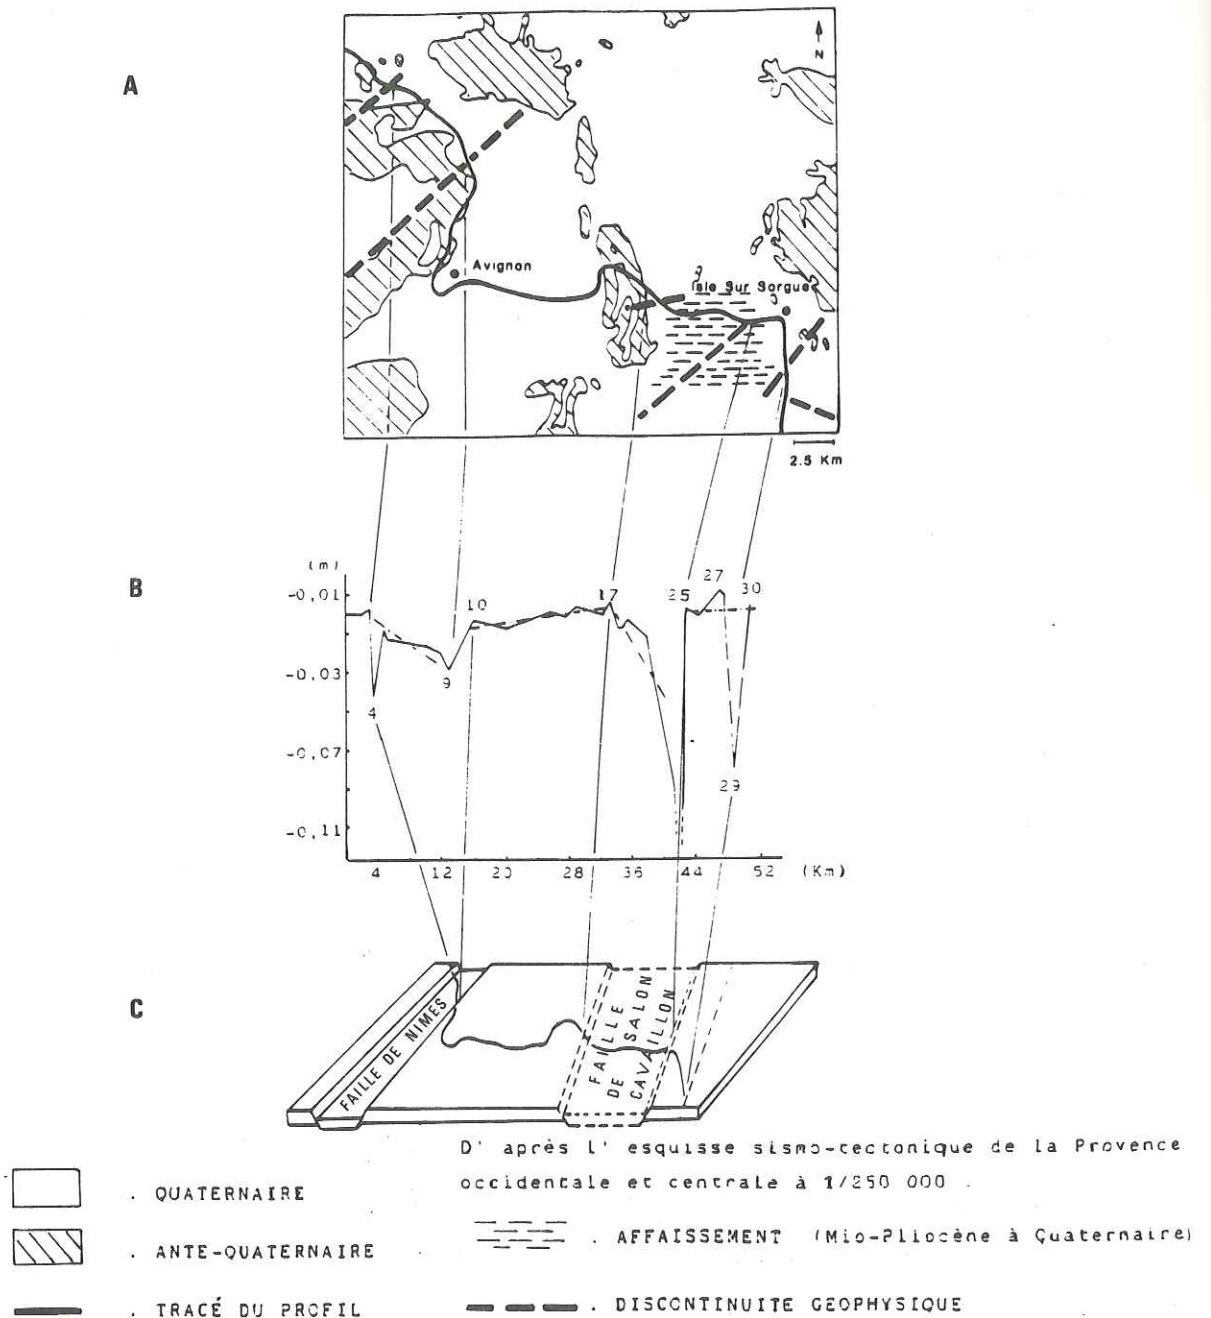 A
N
Avignon
Isle Sur Sorgue
2.5 Km
B
(m)
-0,01
-0,03
-0,07
-0,11
4
9
10
17
25
27
29
30
4
12
20
28
36
44
52
(Km)
C
FAILLE DE NIMES
FAILLE
DE SALON
CAVAILLON
D' après l' esquisse sismo-tectonique de la Provence
occidentale et centrale à 1/250 000 .
. QUATERNAIRE
. ANTE-QUATERNAIRE
. AFFAISSEMENT (Mio-Pliocène à Quaternaire)
. TRACÉ DU PROFIL
. DISCONTINUITE GEOPHYSIQUE